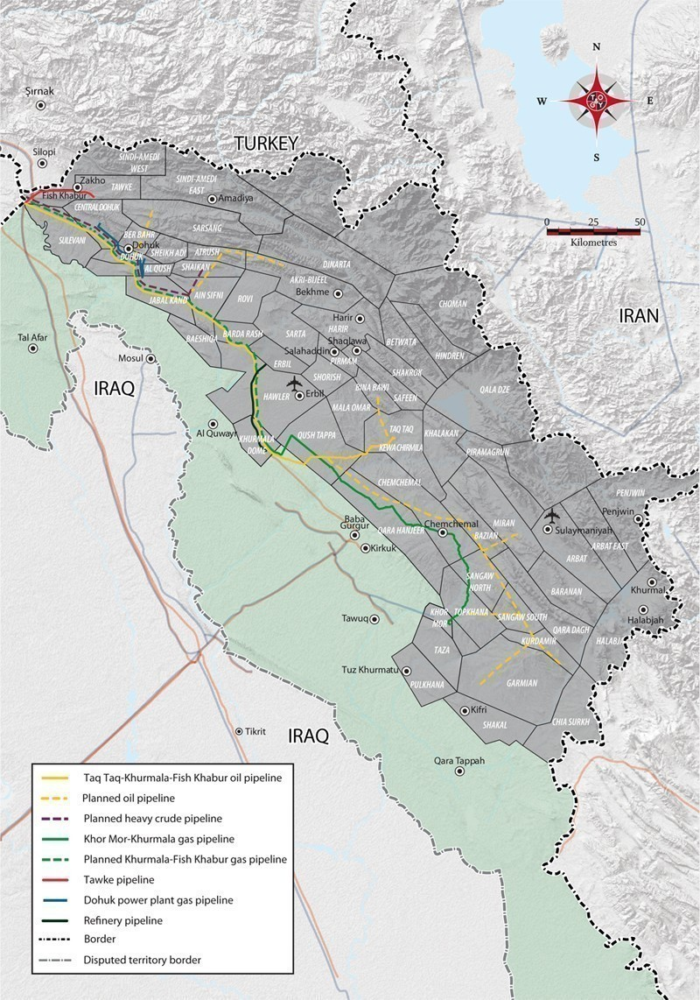 Şırnak
Silopi
TURKEY
N
W
E
S
T O
G Y
0 25 50
Kilometres
IRAN
SINDI-AMEDI
WEST
Zakho
TAWKE
SINDI-AMEDI
EAST
Fish Khabur
Amadiya
CENTRAL DOHUK
SULEVANI
BER BAHR
SARSANG
Dohuk
DOHUK
SHEIKH ADI
ATRUSH
AL QUSH
SHAIKAN
DINARTA
AKRI-BIJEEL
Bekhme
JABAL KAND
AIN SIFNI
ROVI
CHOMAN
Harir
HARIR
BAESHIQA
BARDA RASH
SARTA
Shaqlawa
BETWATA
Tal Afar
Mosul
Salahaddin
PIRMAM
HINDREN
ERBIL
SHORISH
SHAKROK
IRAQ
HAWLER
Erbil
BINA BAWI
SAFEEN
QALA DZE
MALA OMAR
Al Quwayr
KHURMALA
DOME
QUSH TAPPA
TAQ TAQ
KHALAKAN
KEWA CHIRMILA
PIRAMAGRUN
CHEMCHEMAL
PENJWIN
Penjwin
Baba
Gurgur
QARA HANJEER
Chemchemal
MIRAN
BAZIAN
Sulaymaniyah
Kirkuk
ARBAT EAST
ARBAT
SANGAW
NORTH
BARANAN
Khurmal
Tawuq
KHOR
MOR
TOPKHANA
SANGAW SOUTH
Halabjah
QARA DAGH
KURDAMIR
HALABJA
TAZA
Tuz Khurmatu
PULKHANA
GARMIAN
Kifri
SHAKAL
CHIA SURKH
Tikrit
IRAQ
Qara Tappah
Taq Taq-Khurmala-Fish Khabur oil pipeline
Planned oil pipeline
Planned heavy crude pipeline
Khor Mor-Khurmala gas pipeline
Planned Khurmala-Fish Khabur gas pipeline
Tawke pipeline
Dohuk power plant gas pipeline
Refinery pipeline
Border
Disputed territory border